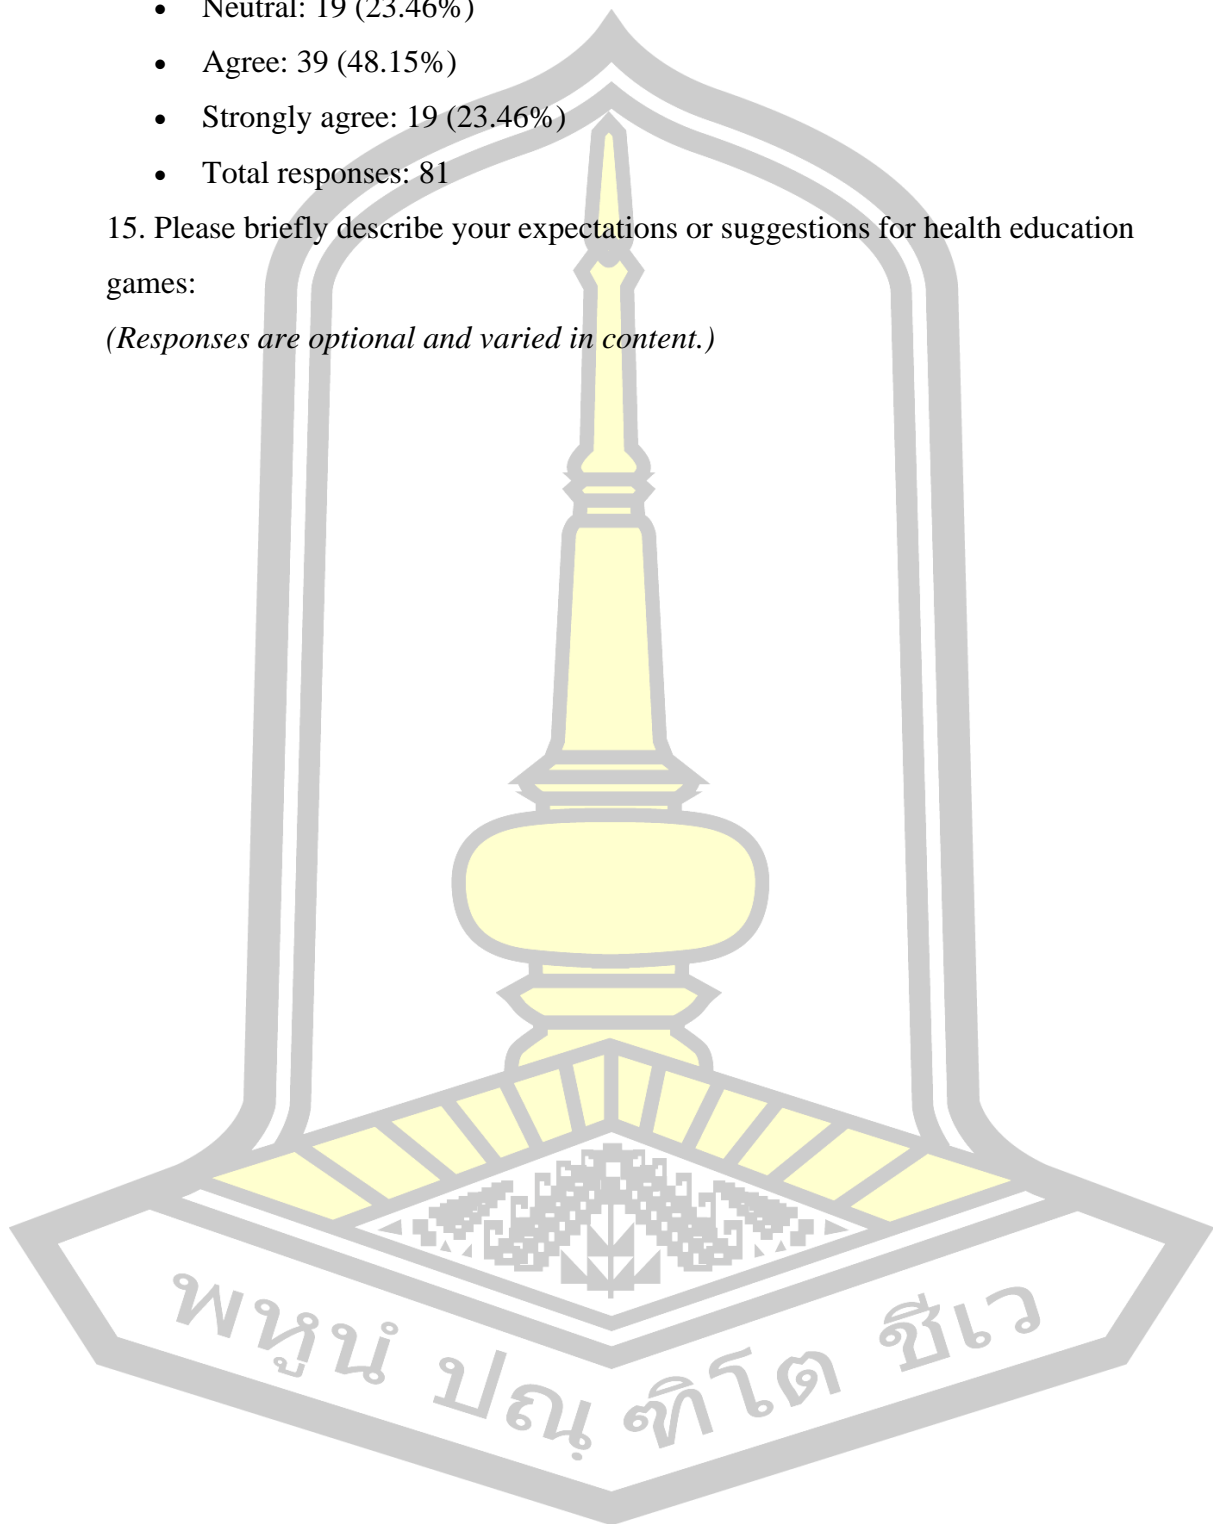 • Neutral: 19 (23.46%)
• Agree: 39 (48.15%)
• Strongly agree: 19 (23.46%)
• Total responses: 81
15. Please briefly describe your expectations or suggestions for health education
games:
(Responses are optional and varied in content.)
พหูนํ ปณฺฑิโต ชีเว